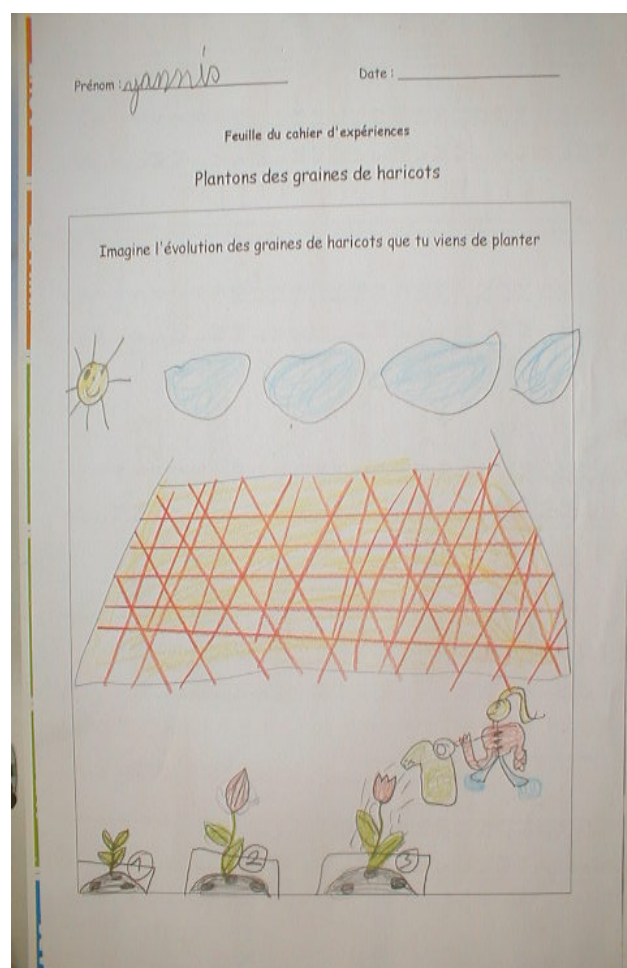 Prénom : yannis Date :
Feuille du cahier d'expériences
Plantons des graines de haricots
Imagine l'évolution des graines de haricots que tu viens de planter
1 2 3